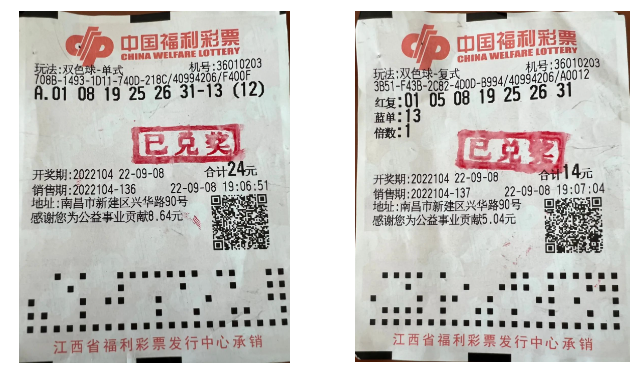 中国福利彩票
CHINA WELFARE LOTTERY
玩法:双色球-单式 机号:36010203
708B-1493-1D11-740D-218C/40994206/F400F
A.01 08 19 25 26 31-13 (12)
已兑奖
开奖期:2022104 22-09-08 合计24元
销售期:2022104-136 22-09-08 19:06:51
地址:南昌市新建区兴华路90号
感谢您为公益事业贡献8.64元
江西省福利彩票发行中心承销
中国福利彩票
CHINA WELFARE LOTTERY
玩法:双色球-复式 机号:36010203
3B51-F43B-2C82-4D0D-B994/40994206/A0012
红复:01 05 08 19 25 26 31
蓝单:13
倍数:1
已兑奖
开奖期:2022104 22-09-08 合计14元
销售期:2022104-137 22-09-08 19:07:04
地址:南昌市新建区兴华路90号
感谢您为公益事业贡献5.04元
江西省福利彩票发行中心承销